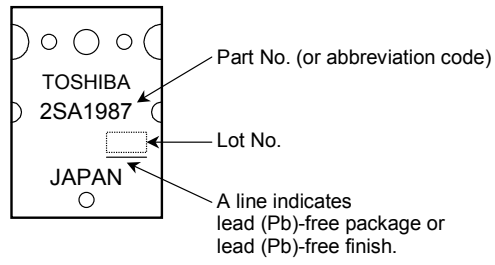 TOSHIBA
2SA1987
JAPAN
Part No. (or abbreviation code)
Lot No.
A line indicates
lead (Pb)-free package or
lead (Pb)-free finish.